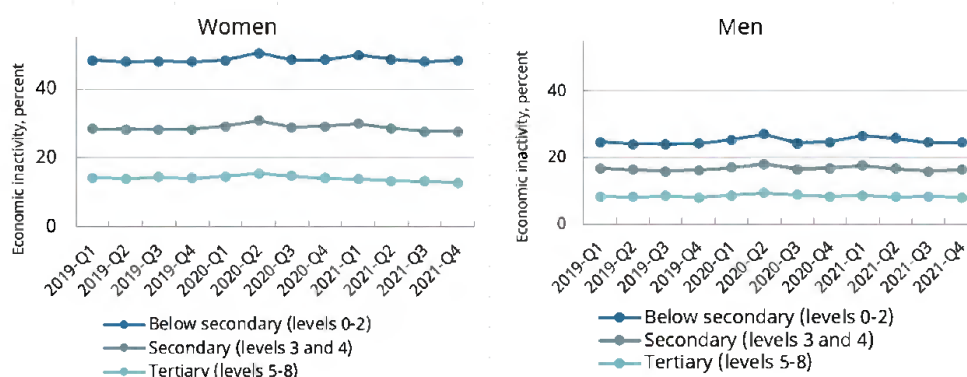 Women
Economic inactivity, percent
40
20
0
2019-Q1
2019-Q2
2019-Q3
2019-Q4
2020-Q1
2020-Q2
2020-Q3
2020-Q4
2021-Q1
2021-Q2
2021-Q3
2021-Q4
Below secondary (levels 0-2)
Secondary (levels 3 and 4)
Tertiary (levels 5-8)
Men
Economic inactivity, percent
40
20
0
2019-Q1
2019-Q2
2019-Q3
2019-Q4
2020-Q1
2020-Q2
2020-Q3
2020-Q4
2021-Q1
2021-Q2
2021-Q3
2021-Q4
Below secondary (levels 0-2)
Secondary (levels 3 and 4)
Tertiary (levels 5-8)